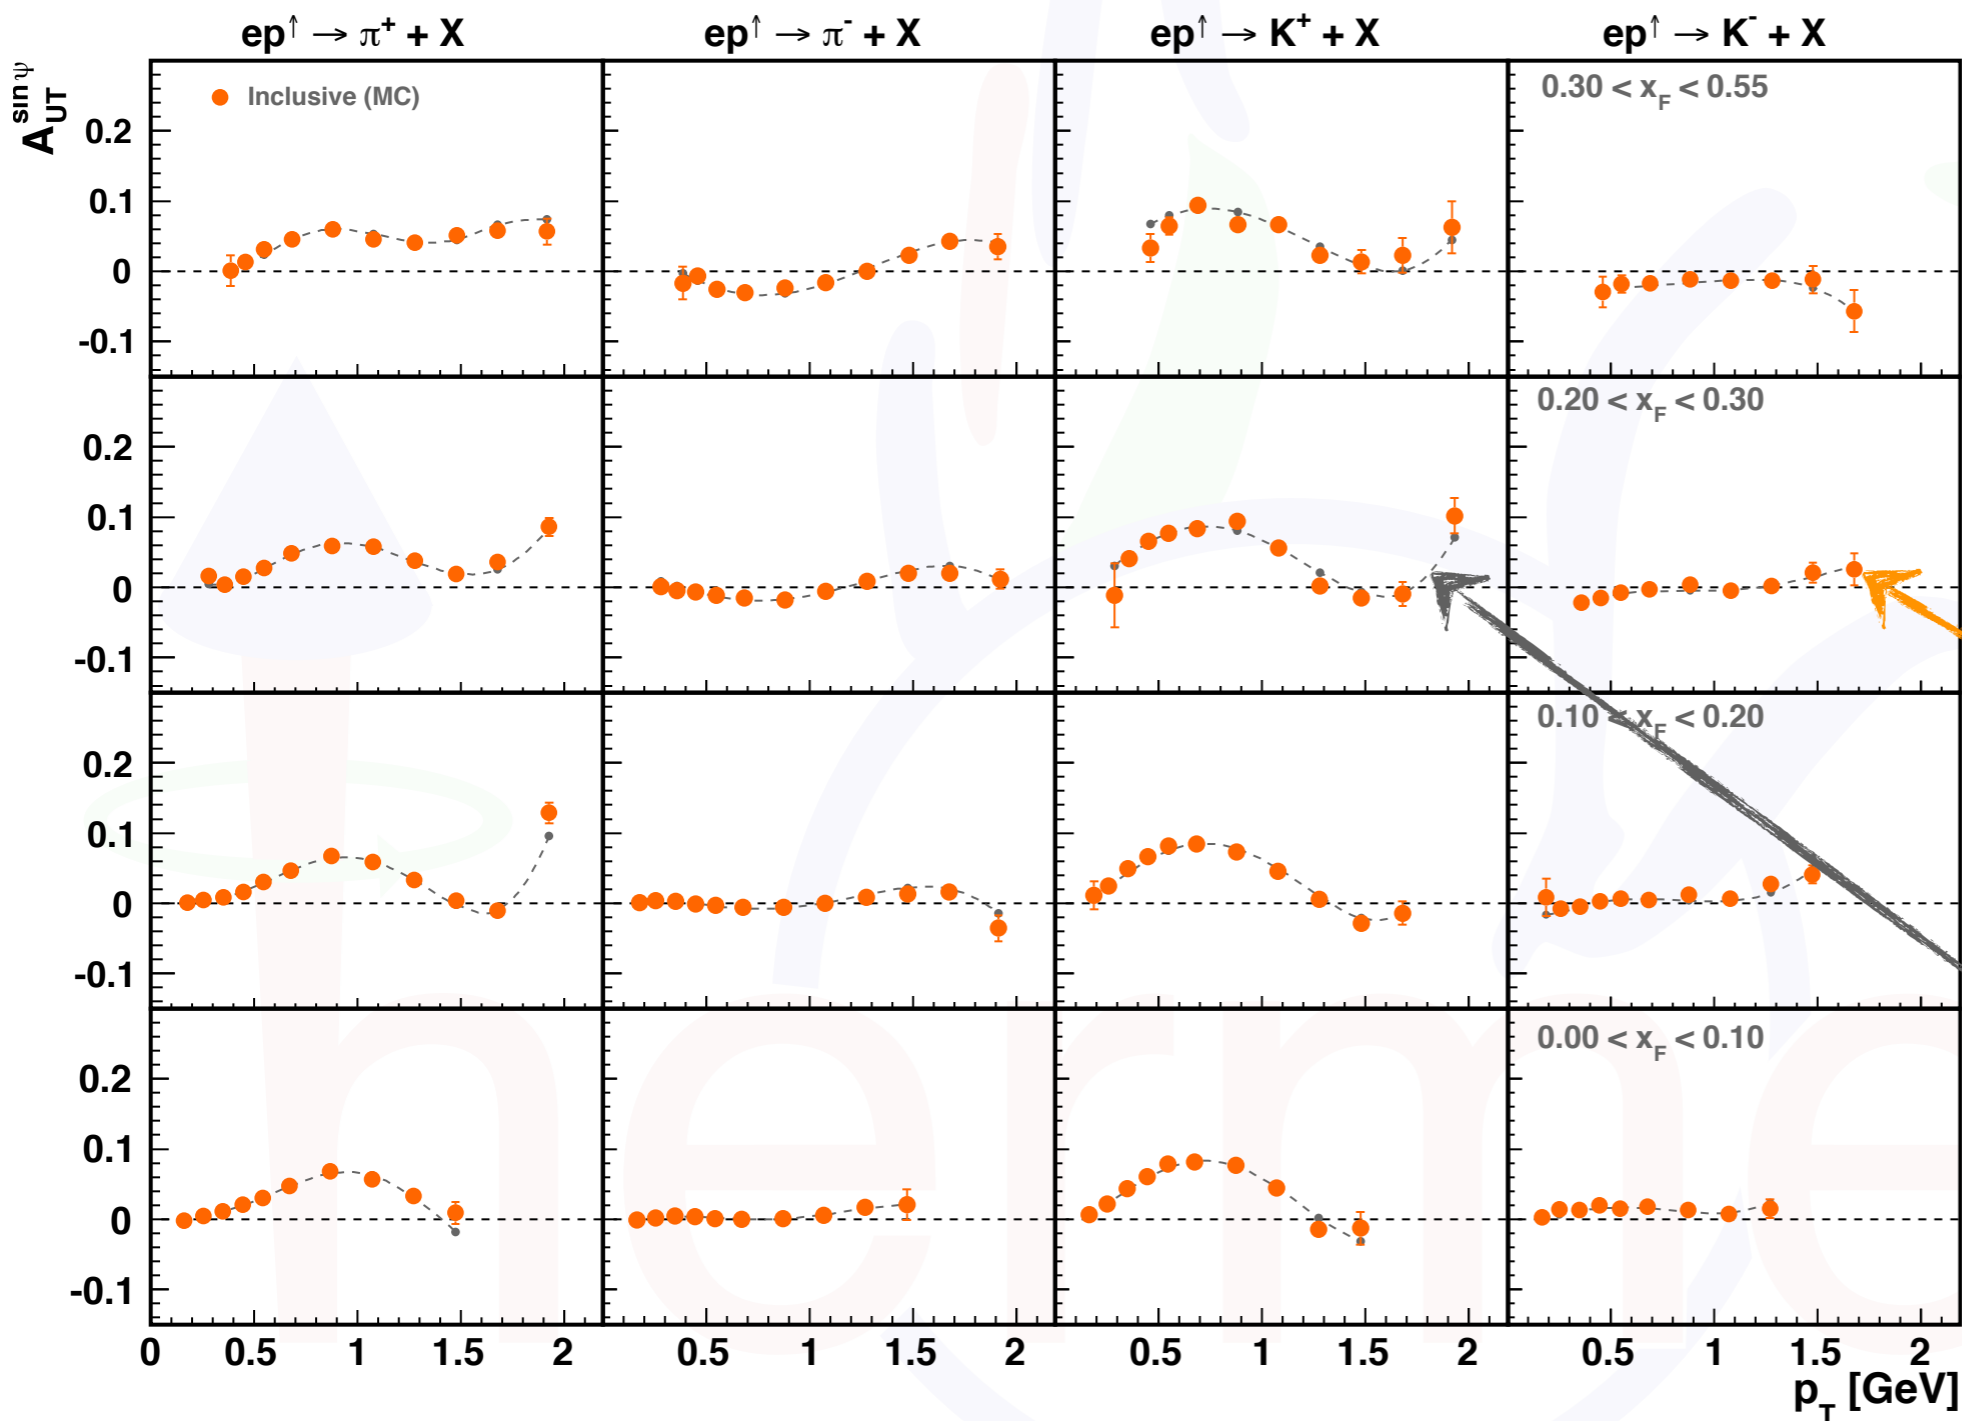 ep↑ → π+ + X
ep↑ → π- + X
ep↑ → K+ + X
ep↑ → K- + X
A_UT^sin ψ
Inclusive (MC)
0.30 < x_F < 0.55
0.2
0.1
0
-0.1
0.20 < x_F < 0.30
0.2
0.1
0
-0.1
0.10 < x_F < 0.20
0.2
0.1
0
-0.1
0.00 < x_F < 0.10
0.2
0.1
0
-0.1
0 0.5 1 1.5 2 0.5 1 1.5 2 0.5 1 1.5 2 0.5 1 1.5 2
p_T [GeV]
herme